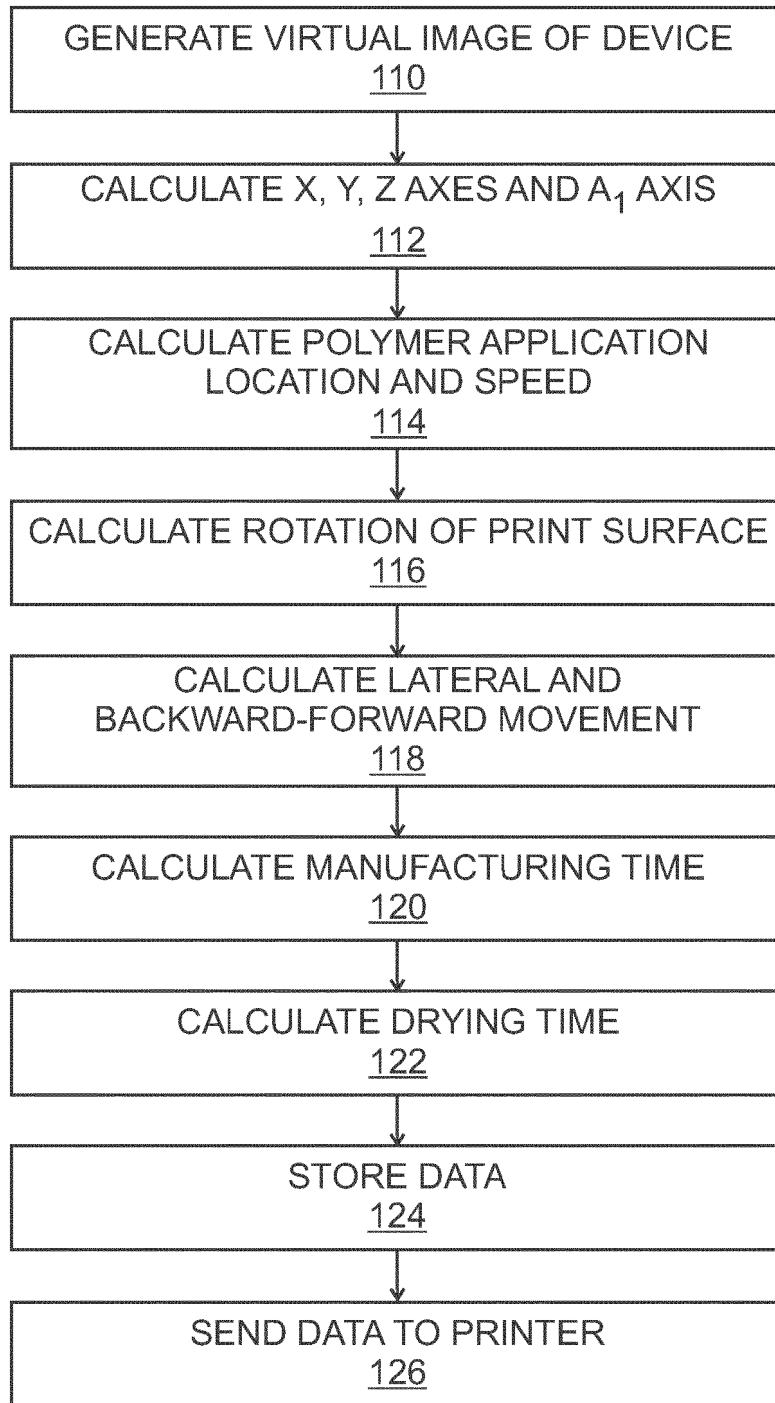 GENERATE VIRTUAL IMAGE OF DEVICE
110
CALCULATE X, Y, Z AXES AND A₁ AXIS
112
CALCULATE POLYMER APPLICATION
LOCATION AND SPEED
114
CALCULATE ROTATION OF PRINT SURFACE
116
CALCULATE LATERAL AND
BACKWARD-FORWARD MOVEMENT
118
CALCULATE MANUFACTURING TIME
120
CALCULATE DRYING TIME
122
STORE DATA
124
SEND DATA TO PRINTER
126